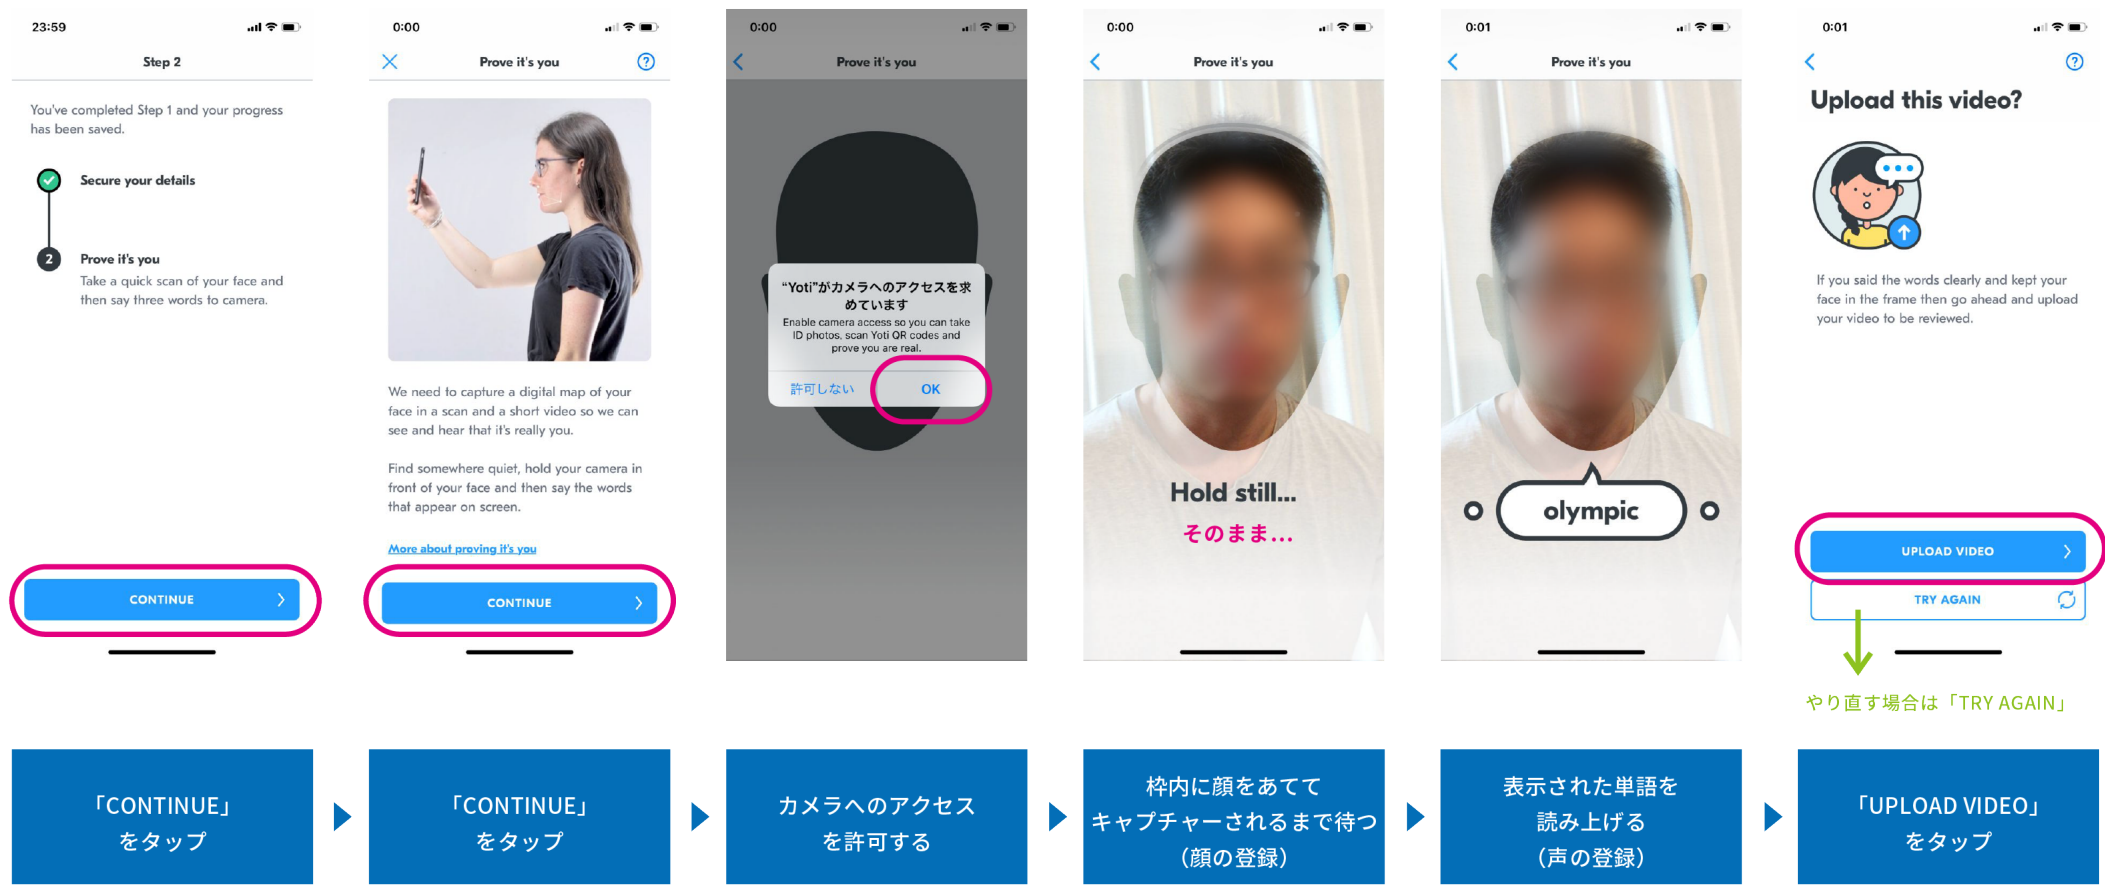 23:59
Step 2
You've completed Step 1 and your progress
has been saved.
Secure your details
2
Prove it's you
Take a quick scan of your face and
then say three words to camera.
CONTINUE
0:00
Prove it's you
?
We need to capture a digital map of your
face in a scan and a short video so we can
see and hear that it's really you.
Find somewhere quiet, hold your camera in
front of your face and then say the words
that appear on screen.
More about proving it's you
CONTINUE
0:00
Prove it's you
“Yoti”がカメラへのアクセスを求
めています
Enable camera access so you can take
ID photos, scan Yoti QR codes and
prove you are real.
許可しない
OK
0:00
Prove it's you
Hold still...
そのまま...
0:01
Prove it's you
olympic
0:01
?
Upload this video?
If you said the words clearly and kept your
face in the frame then go ahead and upload
your video to be reviewed.
UPLOAD VIDEO
TRY AGAIN
やり直す場合は「TRY AGAIN」
「CONTINUE」
をタップ
「CONTINUE」
をタップ
カメラへのアクセス
を許可する
枠内に顔をあてて
キャプチャーされるまで待つ
（顔の登録）
表示された単語を
読み上げる
（声の登録）
「UPLOAD VIDEO」
をタップ